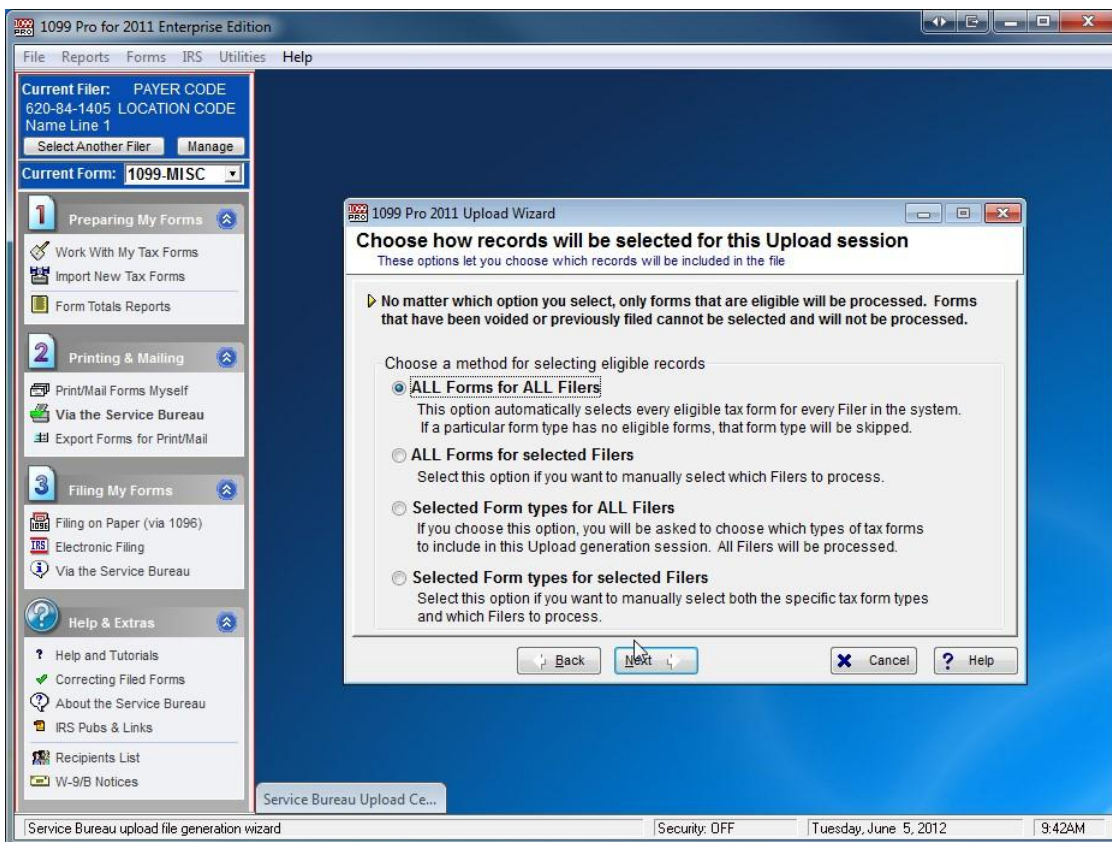 1099 PRO
1099 Pro for 2011 Enterprise Edition
File Reports Forms IRS Utilities Help
Current Filer: PAYER CODE
620-84-1405 LOCATION CODE
Name Line 1
Select Another Filer Manage
Current Form: 1099-MISC
1 Preparing My Forms
Work With My Tax Forms
Import New Tax Forms
Form Totals Reports
2 Printing & Mailing
Print/Mail Forms Myself
Via the Service Bureau
Export Forms for Print/Mail
3 Filing My Forms
1096 Filing on Paper (via 1096)
IRS Electronic Filing
Via the Service Bureau
? Help & Extras
? Help and Tutorials
Correcting Filed Forms
? About the Service Bureau
IRS Pubs & Links
Recipients List
W-9/B Notices
1099 PRO 1099 Pro 2011 Upload Wizard
Choose how records will be selected for this Upload session
These options let you choose which records will be included in the file
No matter which option you select, only forms that are eligible will be processed. Forms
that have been voided or previously filed cannot be selected and will not be processed.
Choose a method for selecting eligible records
ALL Forms for ALL Filers
This option automatically selects every eligible tax form for every Filer in the system.
If a particular form type has no eligible forms, that form type will be skipped.
ALL Forms for selected Filers
Select this option if you want to manually select which Filers to process.
Selected Form types for ALL Filers
If you choose this option, you will be asked to choose which types of tax forms
to include in this Upload generation session. All Filers will be processed.
Selected Form types for selected Filers
Select this option if you want to manually select both the specific tax form types
and which Filers to process.
Back Next Cancel ? Help
Service Bureau Upload Ce...
Service Bureau upload file generation wizard Security: OFF Tuesday, June 5, 2012 9:42AM